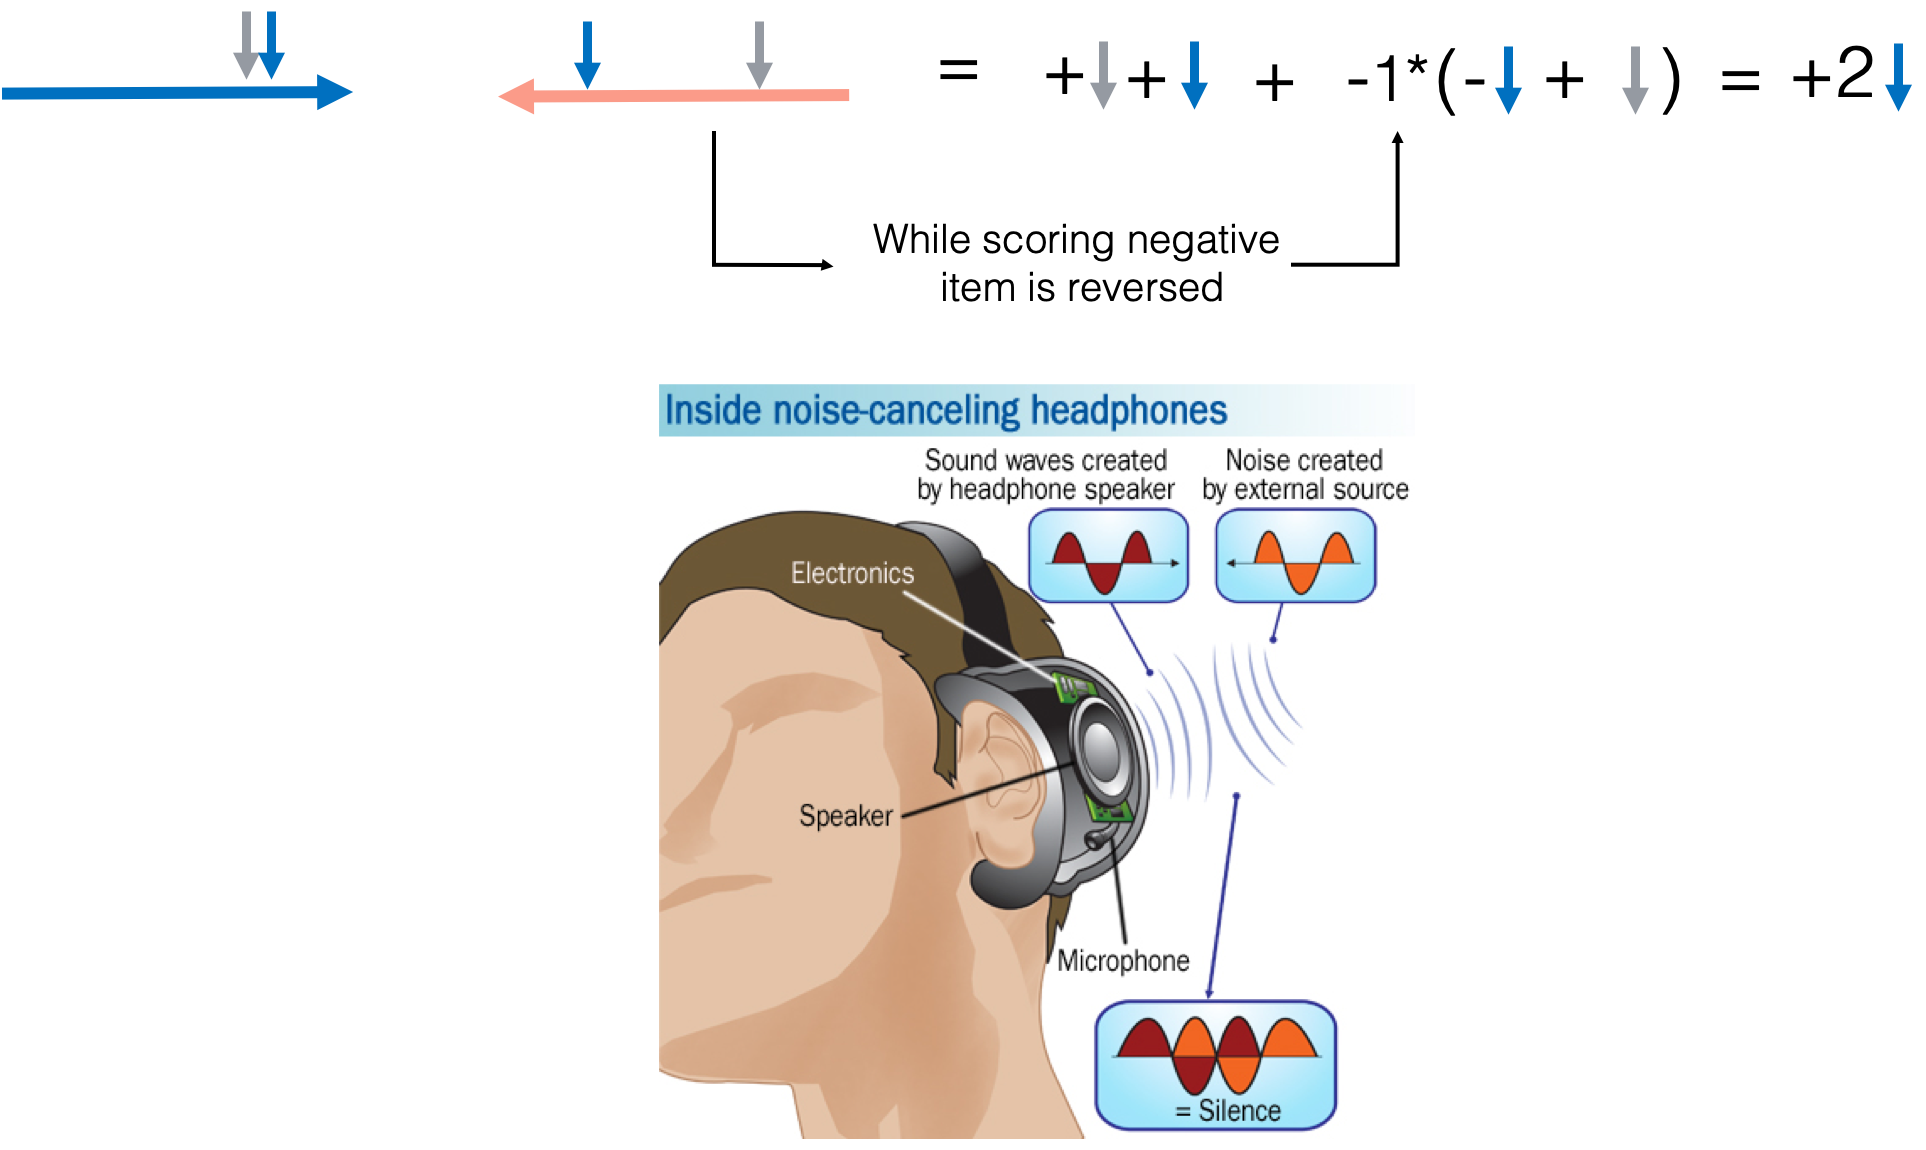 = + + + -1*(- + ) = +2
While scoring negative
item is reversed
Inside noise-canceling headphones
Sound waves created
by headphone speaker
Noise created
by external source
Electronics
Speaker
Microphone
= Silence